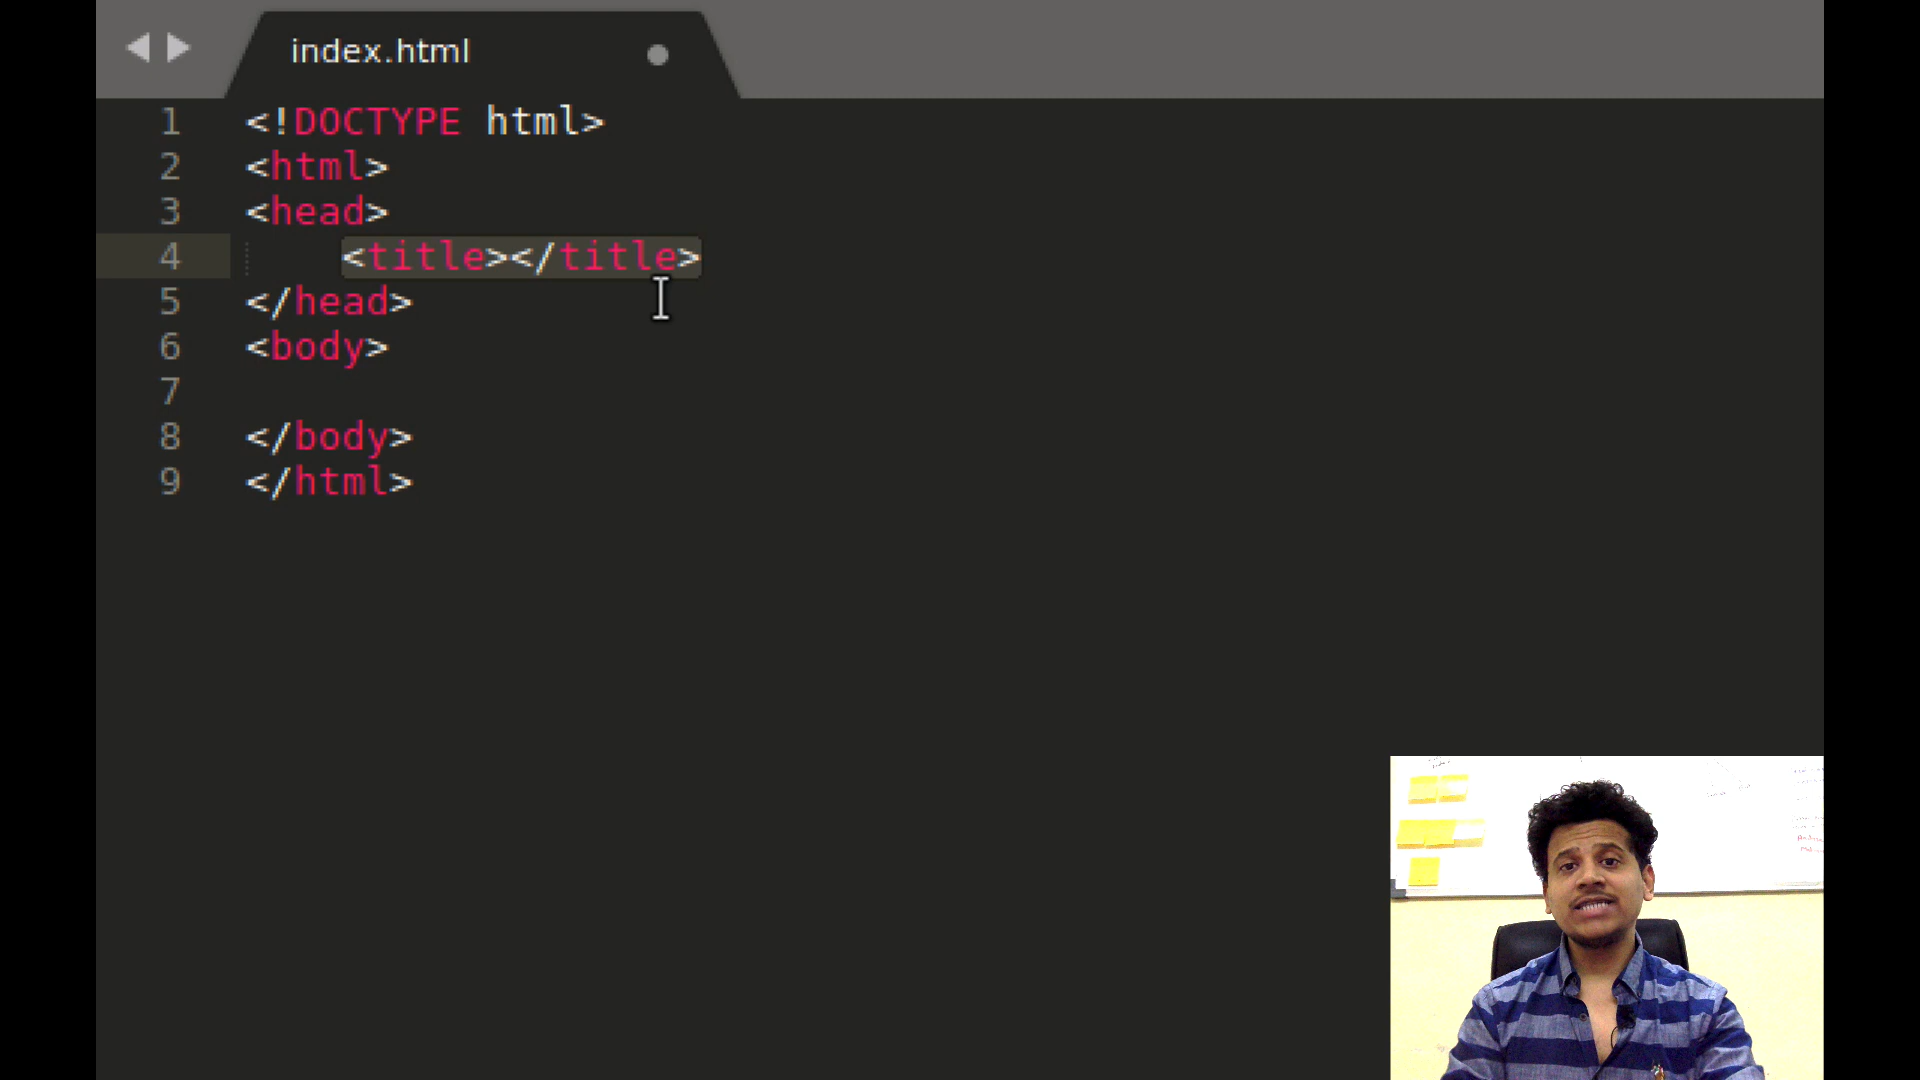 index.html
1 <!DOCTYPE html>
2 <html>
3 <head>
4     <title></title>
5 </head>
6 <body>
7
8 </body>
9 </html>